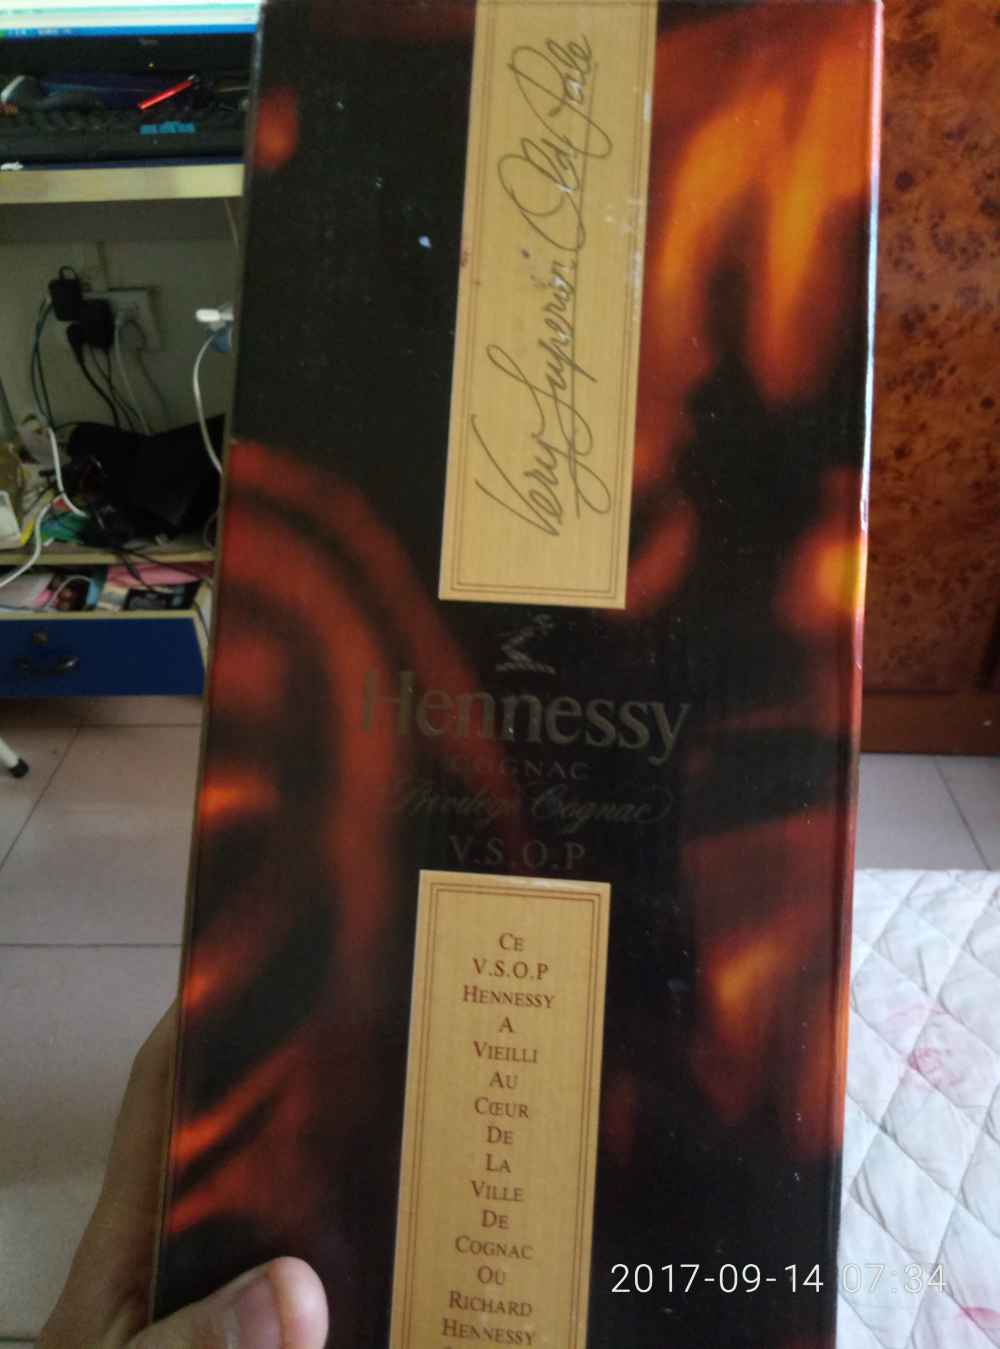 Very Superior Old Pale
Hennessy
COGNAC
Privilège Cognac
V.S.O.P
CE
V.S.O.P
HENNESSY
A
VIEILLI
AU
CŒUR
DE
LA
VILLE
DE
COGNAC
OÙ
RICHARD
HENNESSY
2017-09-14 07:34